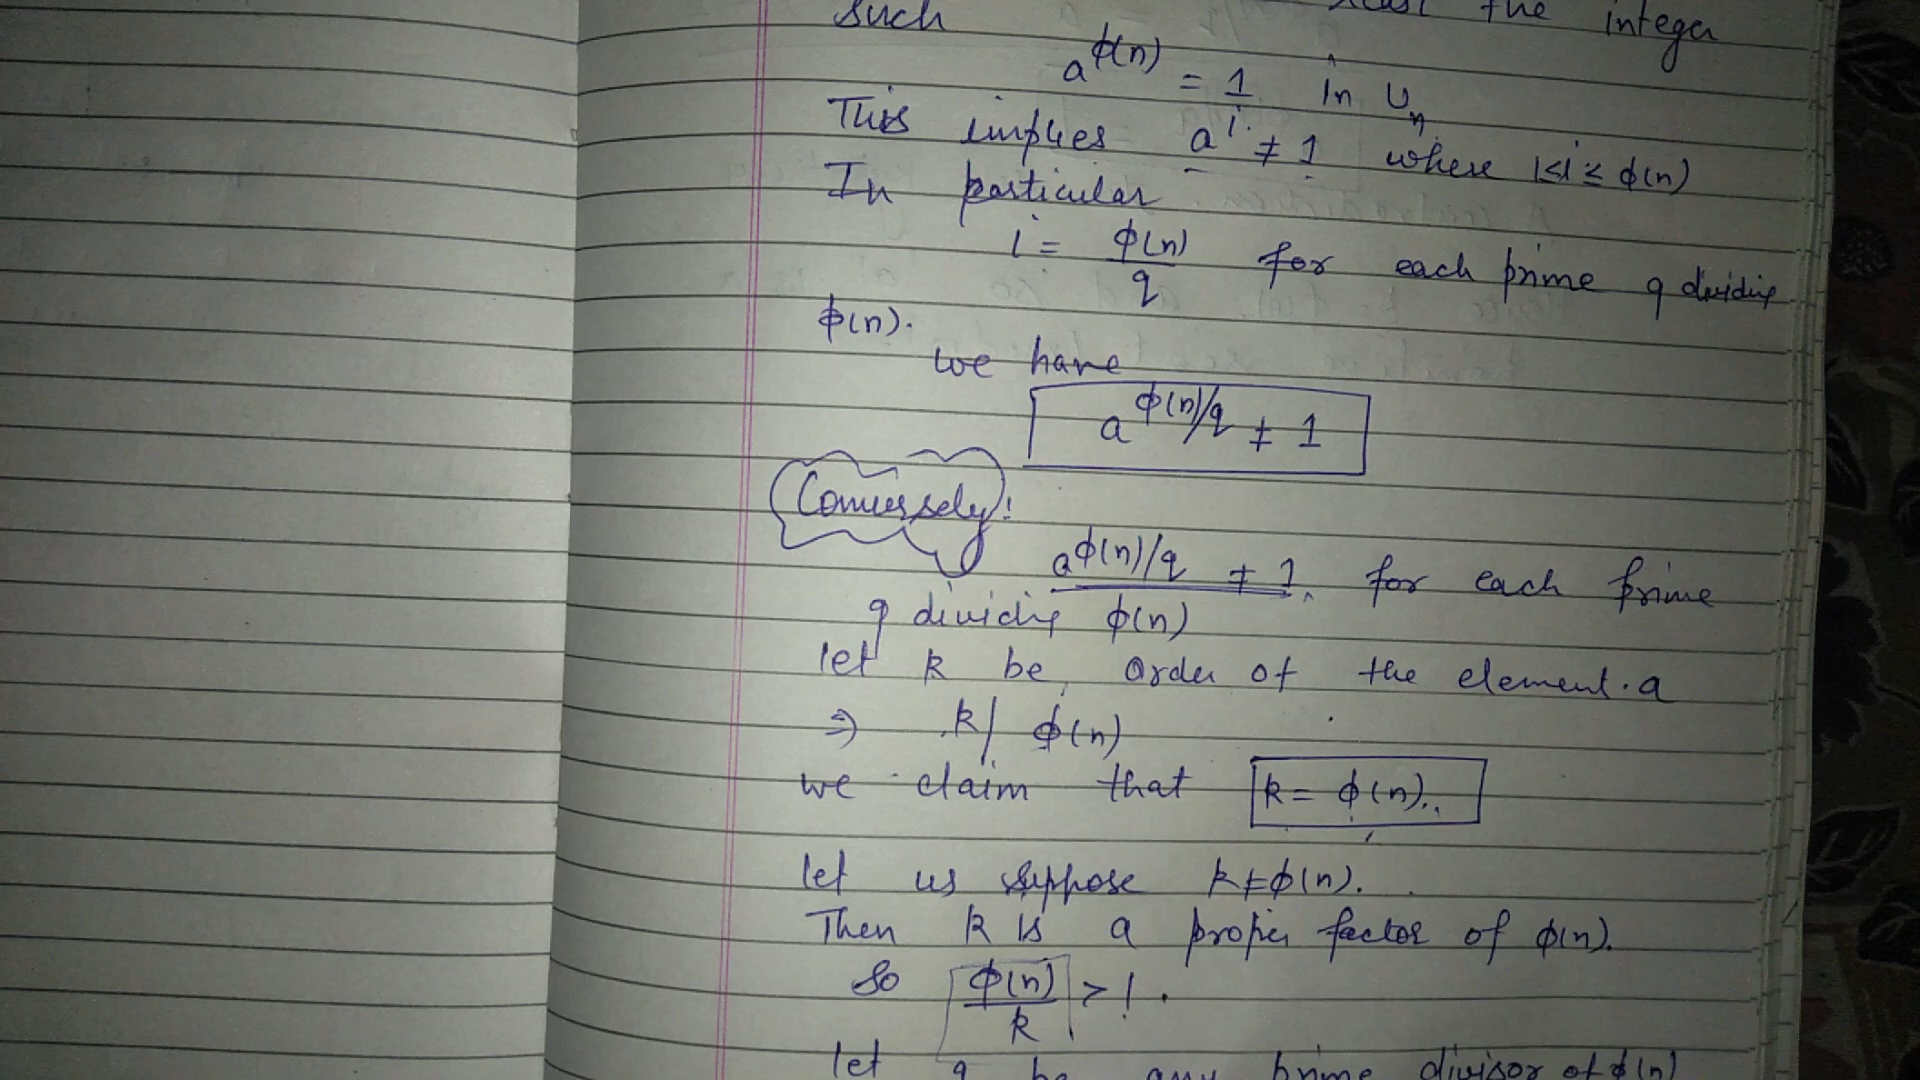 such the integer
a^ϕ(n) = 1 in U_n
This implies a^i ≠ 1 where 1<i< ϕ(n)
In particular
i = ϕ(n)/q for each prime q dividing
ϕ(n).
we have
a^ϕ(n)/q ≠ 1
Conversely!
a^ϕ(n)/q ≠ 1. for each prime
q dividing ϕ(n)
let k be order of the element a
⇒ k| ϕ(n)
we claim that k = ϕ(n).
let us suppose k≠ϕ(n).
Then k is a proper factor of ϕ(n).
So ϕ(n)/k > 1.
let q be any prime divisor of ϕ(n)